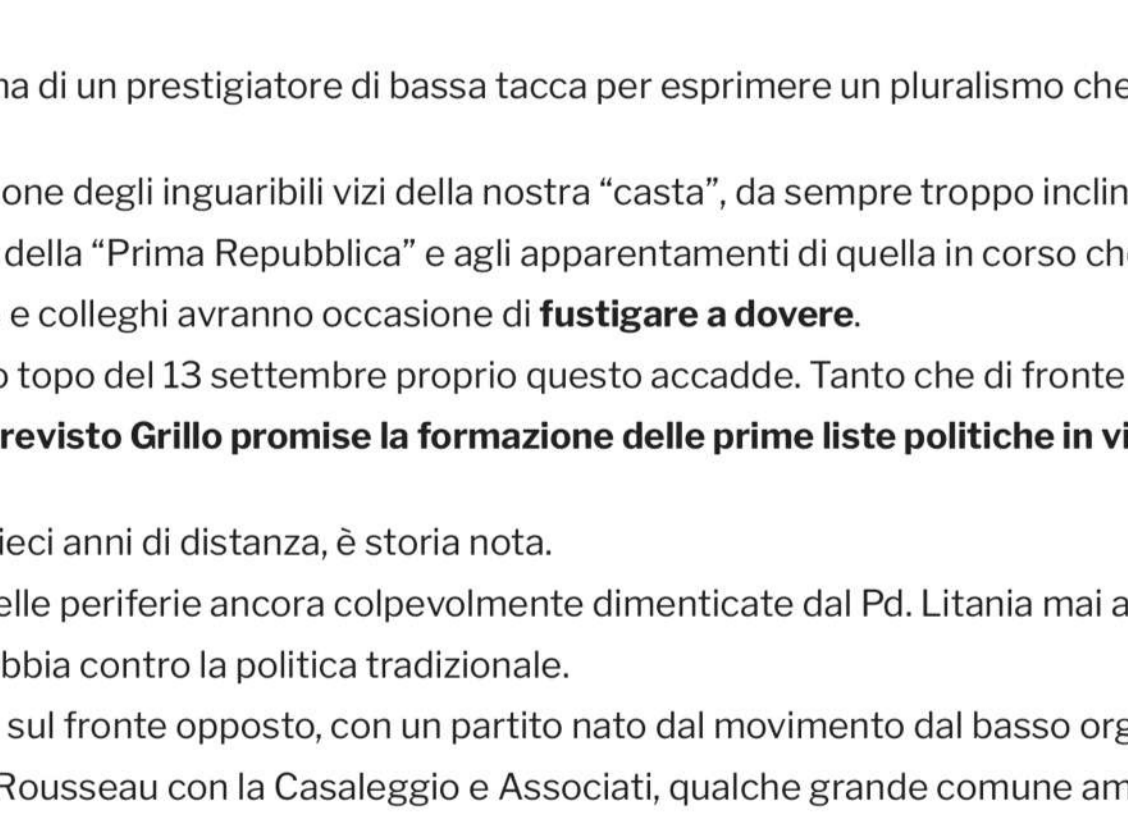 na di un prestigiatore di bassa tacca per esprimere un pluralismo che
one degli inguaribili vizi della nostra “casta”, da sempre troppo inclin
della “Prima Repubblica” e agli apparentamenti di quella in corso ch
e colleghi avranno occasione di fustigare a dovere.
o topo del 13 settembre proprio questo accadde. Tanto che di fronte
revisto Grillo promise la formazione delle prime liste politiche in vi
ieci anni di distanza, è storia nota.
elle periferie ancora colpevolmente dimenticate dal Pd. Litania mai a
bbia contro la politica tradizionale.
sul fronte opposto, con un partito nato dal movimento dal basso org
Rousseau con la Casaleggio e Associati, qualche grande comune am